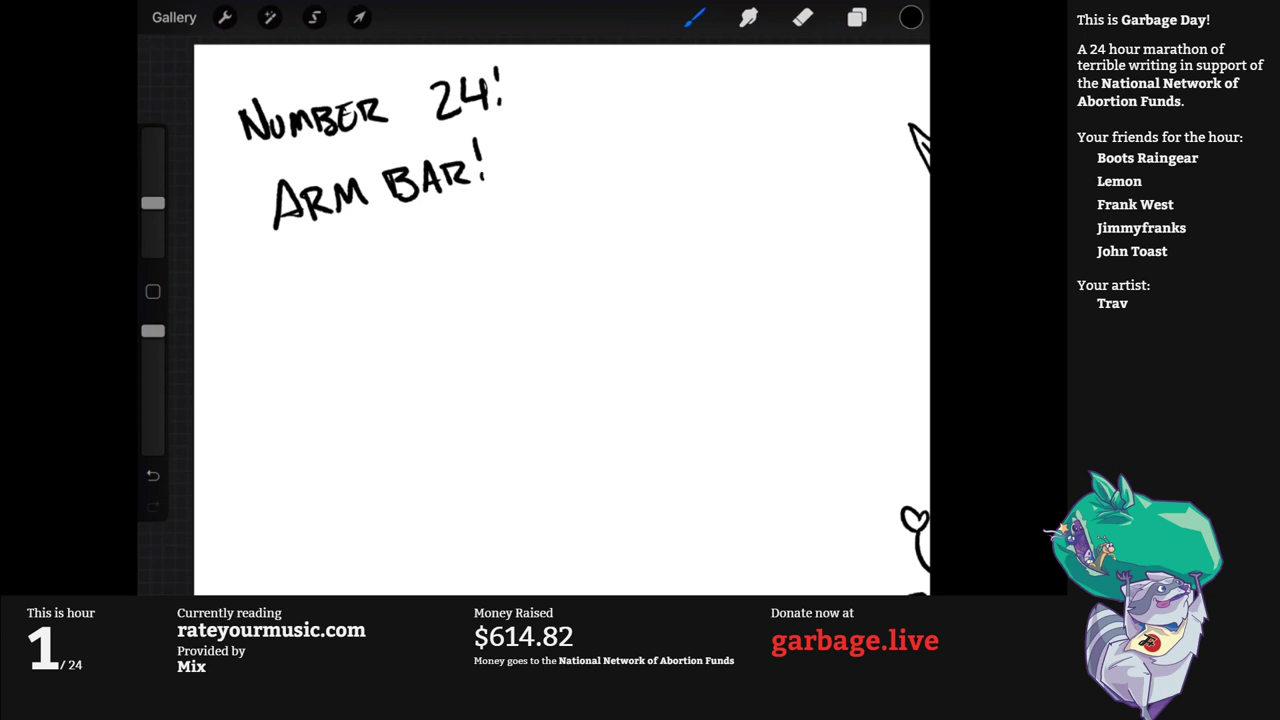 Gallery
NUMBER 24!
ARM BAR!
This is Garbage Day!
A 24 hour marathon of
terrible writing in support of
the National Network of
Abortion Funds.
Your friends for the hour:
Boots Raingear
Lemon
Frank West
Jimmyfranks
John Toast
Your artist:
Trav
This is hour
1 / 24
Currently reading
rateyourmusic.com
Provided by
Mix
Money Raised
$614.82
Money goes to the National Network of Abortion Funds
Donate now at
garbage.live